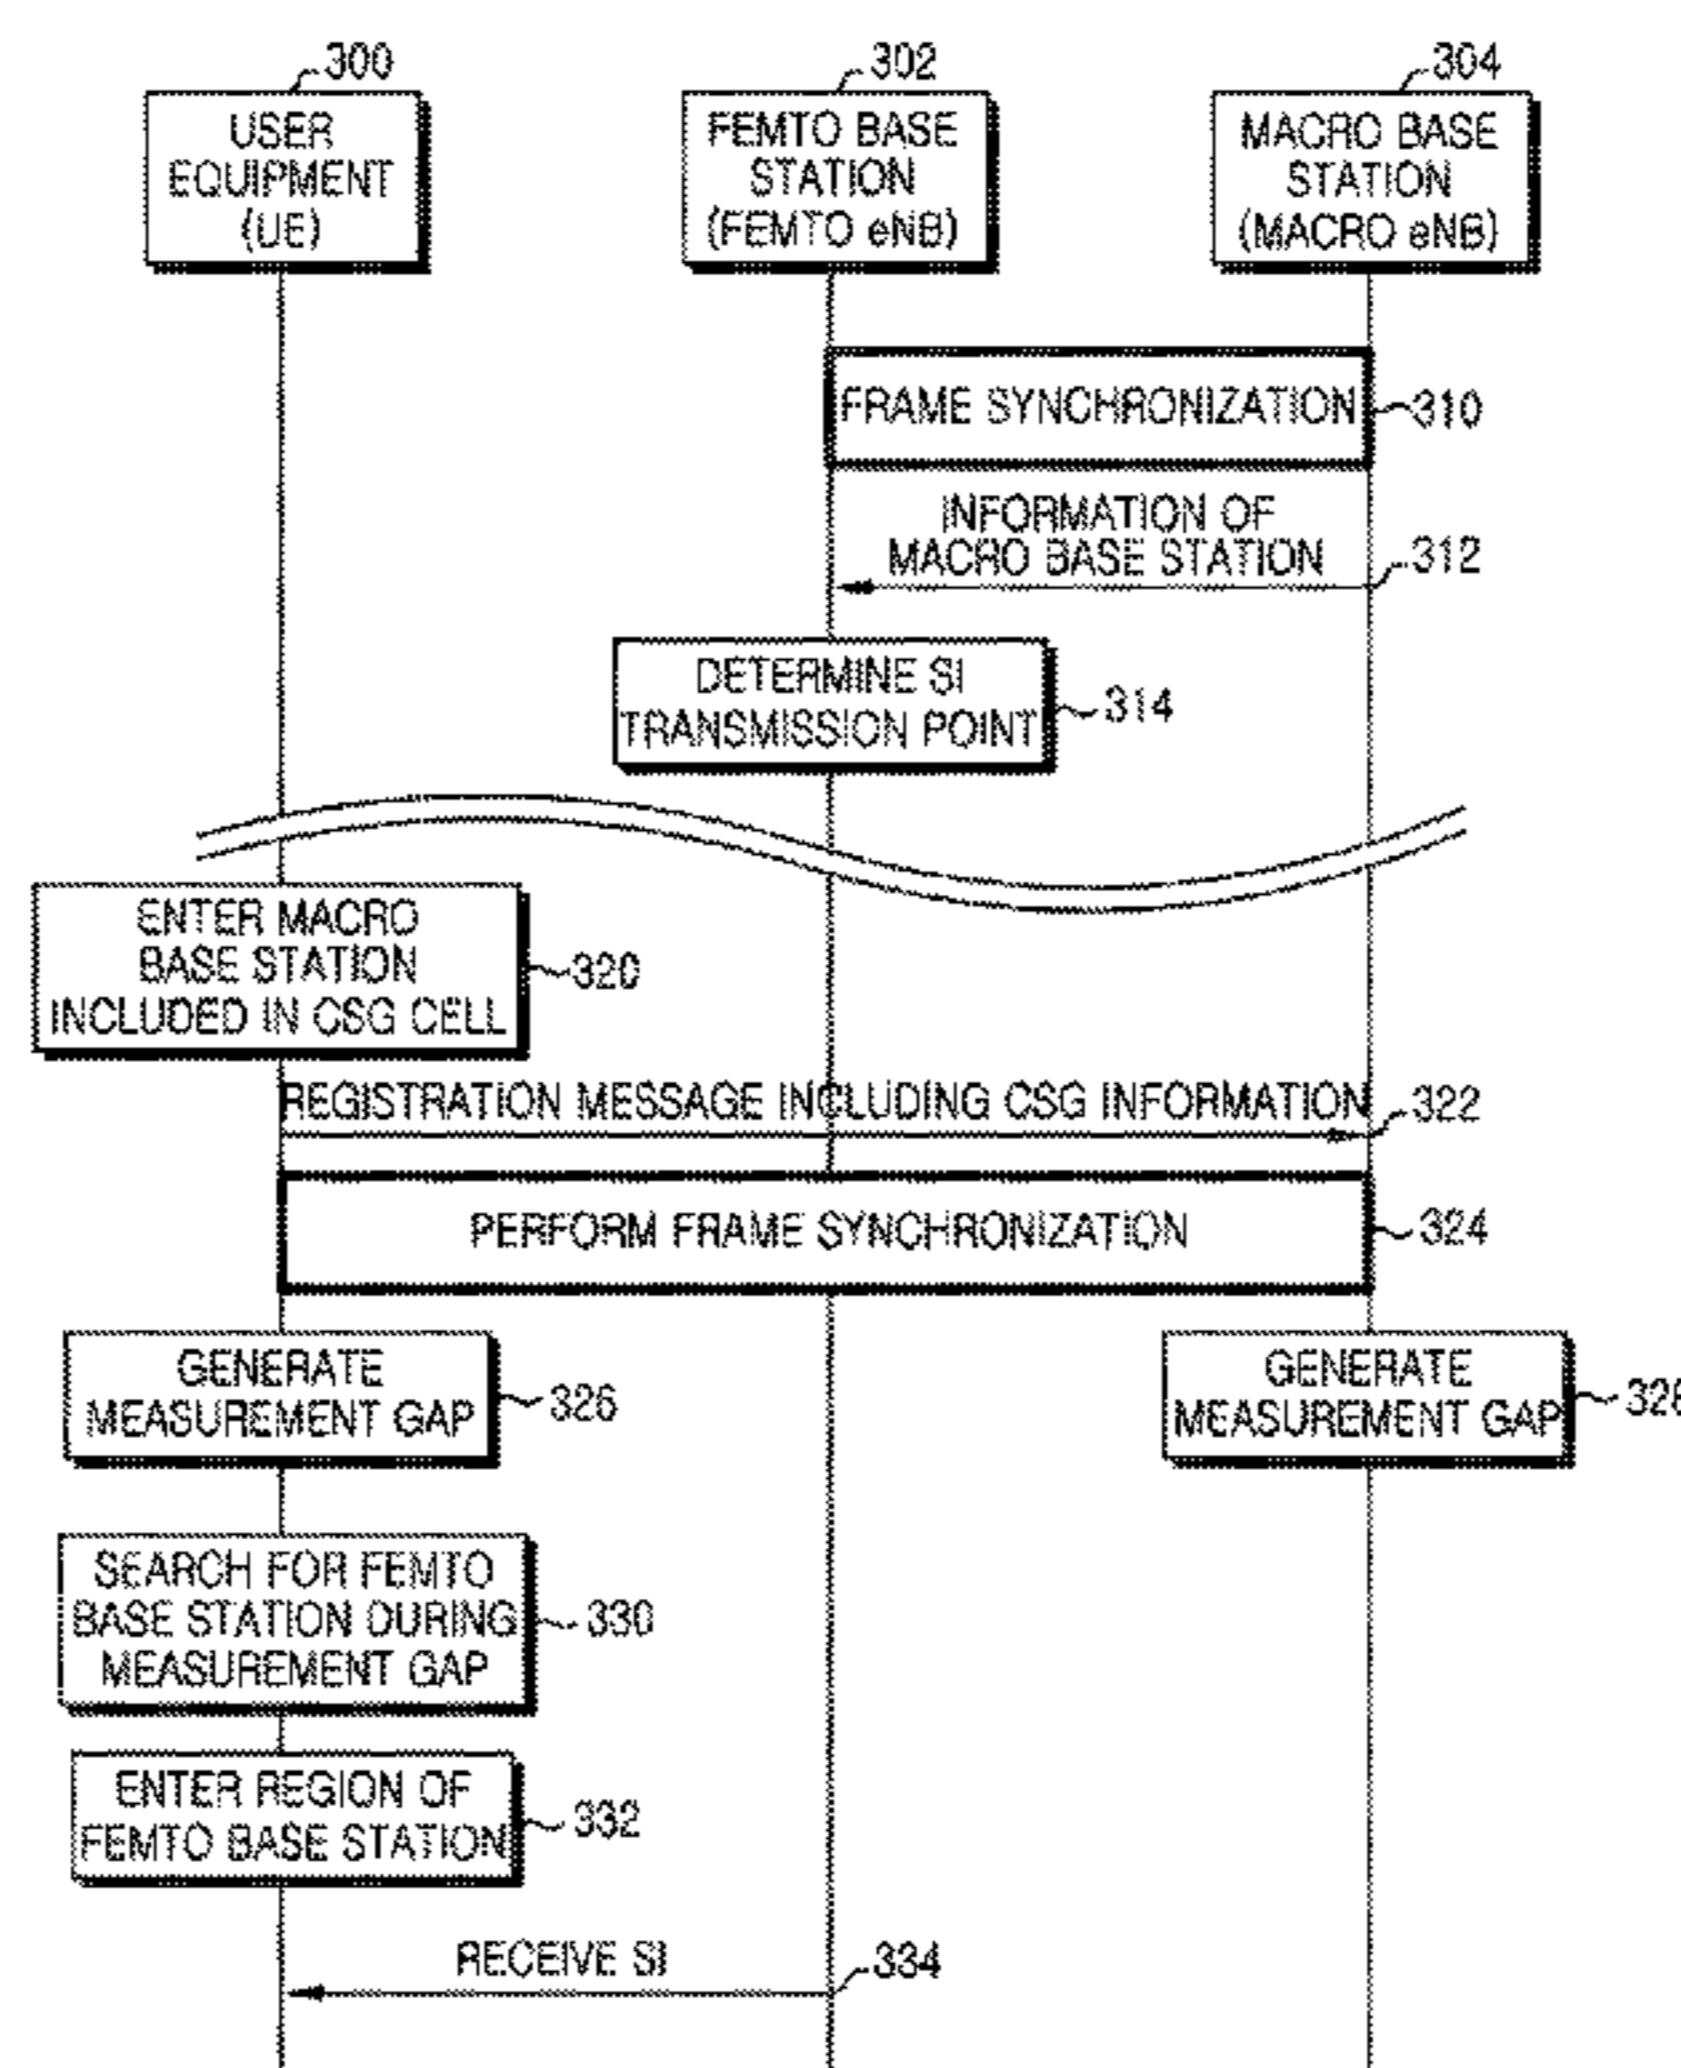 300
302
304
USER
EQUIPMENT
(UE)
FEMTO BASE
STATION
(FEMTO eNB)
MACRO BASE
STATION
(MACRO eNB)
FRAME SYNCHRONIZATION
310
INFORMATION OF
MACRO BASE STATION
312
DETERMINE SI
TRANSMISSION POINT
314
ENTER MACRO
BASE STATION
INCLUDED IN CSG CELL
320
REGISTRATION MESSAGE INCLUDING CSG INFORMATION
322
PERFORM FRAME SYNCHRONIZATION
324
GENERATE
MEASUREMENT GAP
326
GENERATE
MEASUREMENT GAP
SEARCH FOR FEMTO
BASE STATION DURING
MEASUREMENT GAP
330
ENTER REGION OF
FEMTO BASE STATION
332
RECEIVE SI
334